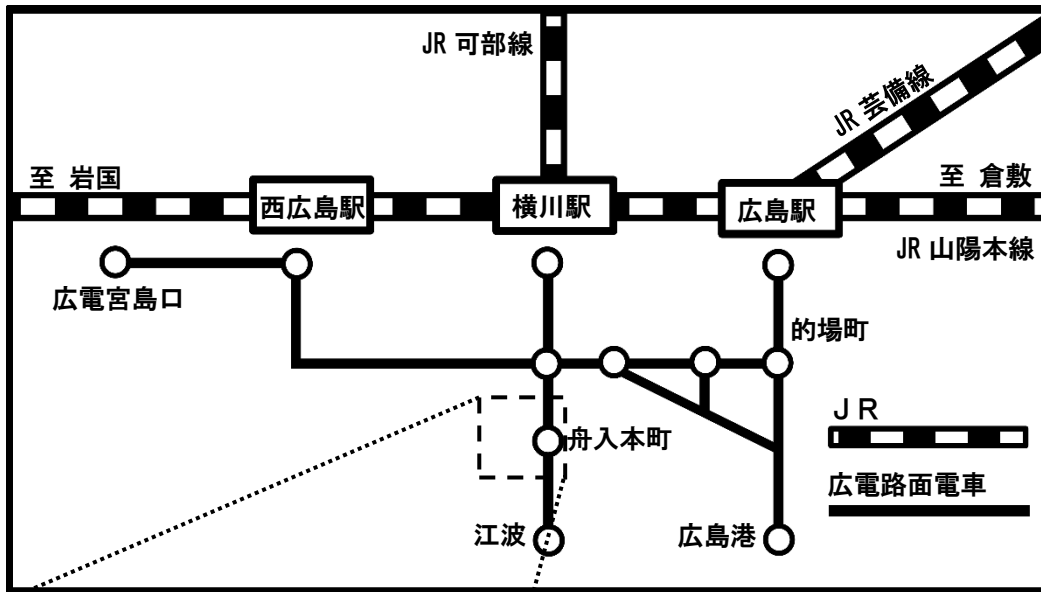 JR 可部線
JR 芸備線
至 岩国
至 倉敷
西広島駅
横川駅
広島駅
JR 山陽本線
広電宮島口
的場町
舟入本町
JR
広電路面電車
江波
広島港